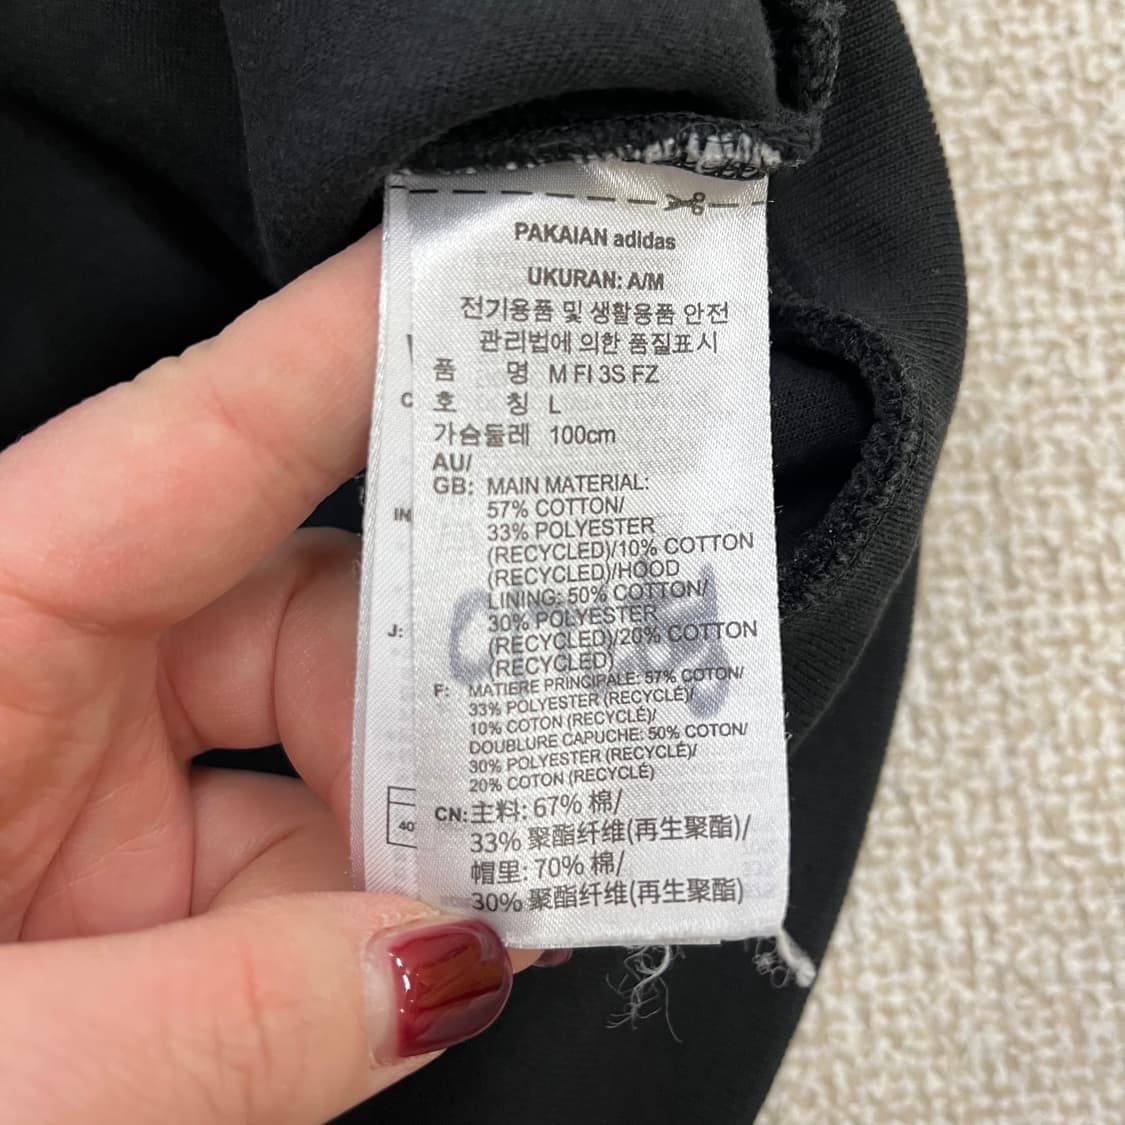 PAKAIAN adidas
UKURAN: A/M
전기용품 및 생활용품 안전
관리법에 의한 품질표시
품 명 M FI 3S FZ
호 칭 L
가슴둘레 100cm
AU/
GB: MAIN MATERIAL:
57% COTTON/
33% POLYESTER
(RECYCLED)/10% COTTON
(RECYCLED)/HOOD
LINING: 50% COTTON/
30% POLYESTER
(RECYCLED)/20% COTTON
(RECYCLED)
F: MATIERE PRINCIPALE: 57% COTON/
33% POLYESTER (RECYCLÉ)/
10% COTON (RECYCLÉ)/
DOUBLURE CAPUCHE: 50% COTON/
30% POLYESTER (RECYCLÉ)/
20% COTON (RECYCLÉ)
CN: 主料: 67% 棉/
33% 聚酯纤维(再生聚酯)/
帽里: 70% 棉/
30% 聚酯纤维(再生聚酯)
IN
J:
40